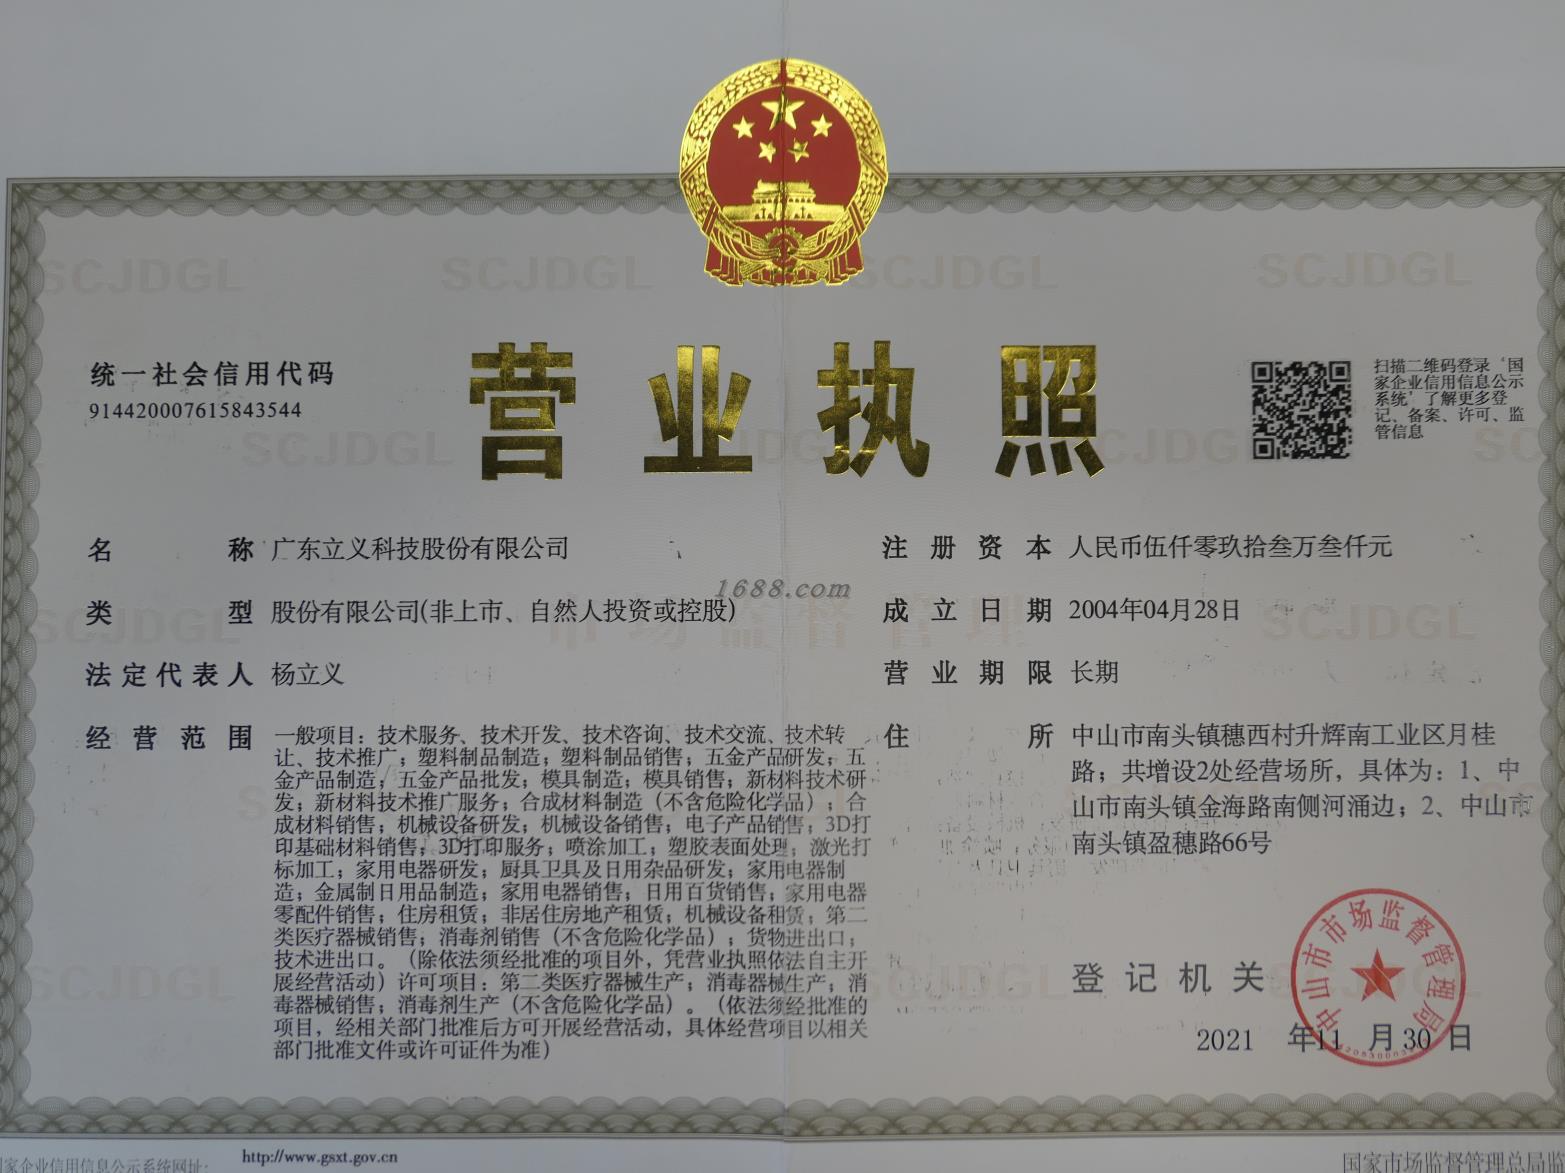 统一社会信用代码
914420007615843544
营业执照
扫描二维码登录‘国
家企业信用信息公示
系统’了解更多登
记、备案、许可、监
管信息
名称 广东立义科技股份有限公司
类型 股份有限公司(非上市、自然人投资或控股)
法定代表人 杨立义
经营范围 一般项目：技术服务、技术开发、技术咨询、技术交流、技术转
让、技术推广；塑料制品制造；塑料制品销售；五金产品研发；五
金产品制造；五金产品批发；模具制造；模具销售；新材料技术研
发；新材料技术推广服务；合成材料制造（不含危险化学品）；合
成材料销售；机械设备研发；机械设备销售；电子产品销售；3D打
印基础材料销售；3D打印服务；喷涂加工；塑胶表面处理；激光打
标加工；家用电器研发；厨具卫具及日用杂品研发；家用电器制
造；金属制日用品制造；家用电器销售；日用百货销售；家用电器
零配件销售；住房租赁；非居住房地产租赁；机械设备租赁；第二
类医疗器械销售；消毒剂销售（不含危险化学品）；货物进出口；
技术进出口。（除依法须经批准的项目外，凭营业执照依法自主开
展经营活动）许可项目：第二类医疗器械生产；消毒器械生产；消
毒器械销售；消毒剂生产（不含危险化学品）。（依法须经批准的
项目，经相关部门批准后方可开展经营活动，具体经营项目以相关
部门批准文件或许可证件为准）
注册资本 人民币伍仟零玖拾叁万叁仟元
成立日期 2004年04月28日
营业期限 长期
住所 中山市南头镇穗西村升辉南工业区月桂
路；共增设2处经营场所，具体为：1、中
山市南头镇金海路南侧河涌边；2、中山市
南头镇盈穗路66号
1688.com
SCJDGL
市场监督管理
登记机关
中山市市场监督管理局
2021 年11 月30 日
国家企业信用信息公示系统网址：
http://www.gsxt.gov.cn
国家市场监督管理总局监